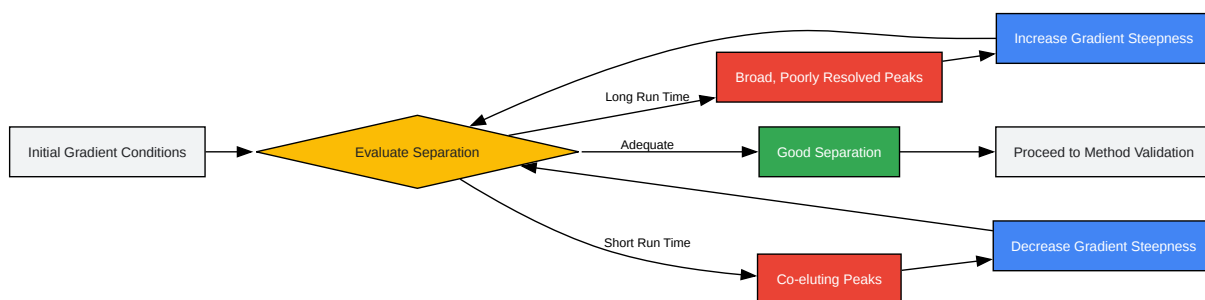 Increase Gradient Steepness
Broad, Poorly Resolved Peaks
Long Run Time
Initial Gradient Conditions
Evaluate Separation
Adequate
Good Separation
Proceed to Method Validation
Short Run Time
Decrease Gradient Steepness
Co-eluting Peaks